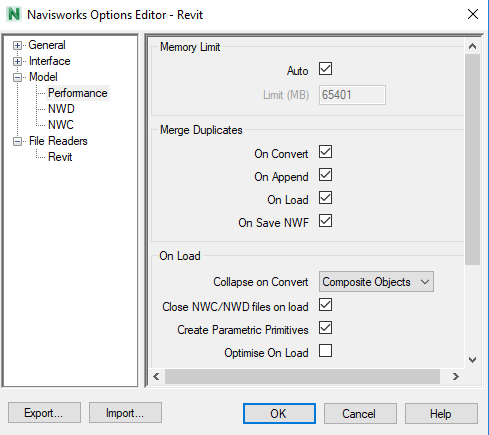 Navisworks Options Editor - Revit
General
Interface
Model
Performance
NWD
NWC
File Readers
Revit
Memory Limit
Auto
Limit (MB) 65401
Merge Duplicates
On Convert
On Append
On Load
On Save NWF
On Load
Collapse on Convert Composite Objects
Close NWC/NWD files on load
Create Parametric Primitives
Optimise On Load
Export... Import... OK Cancel Help